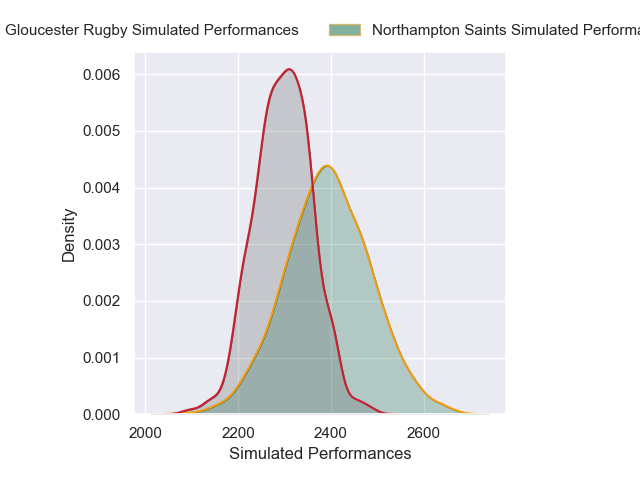 Gloucester Rugby Simulated Performances
Northampton Saints Simulated Performa
0.006
0.005
0.004
0.003
0.002
0.001
0.000
Density
2000 2200 2400 2600
Simulated Performances